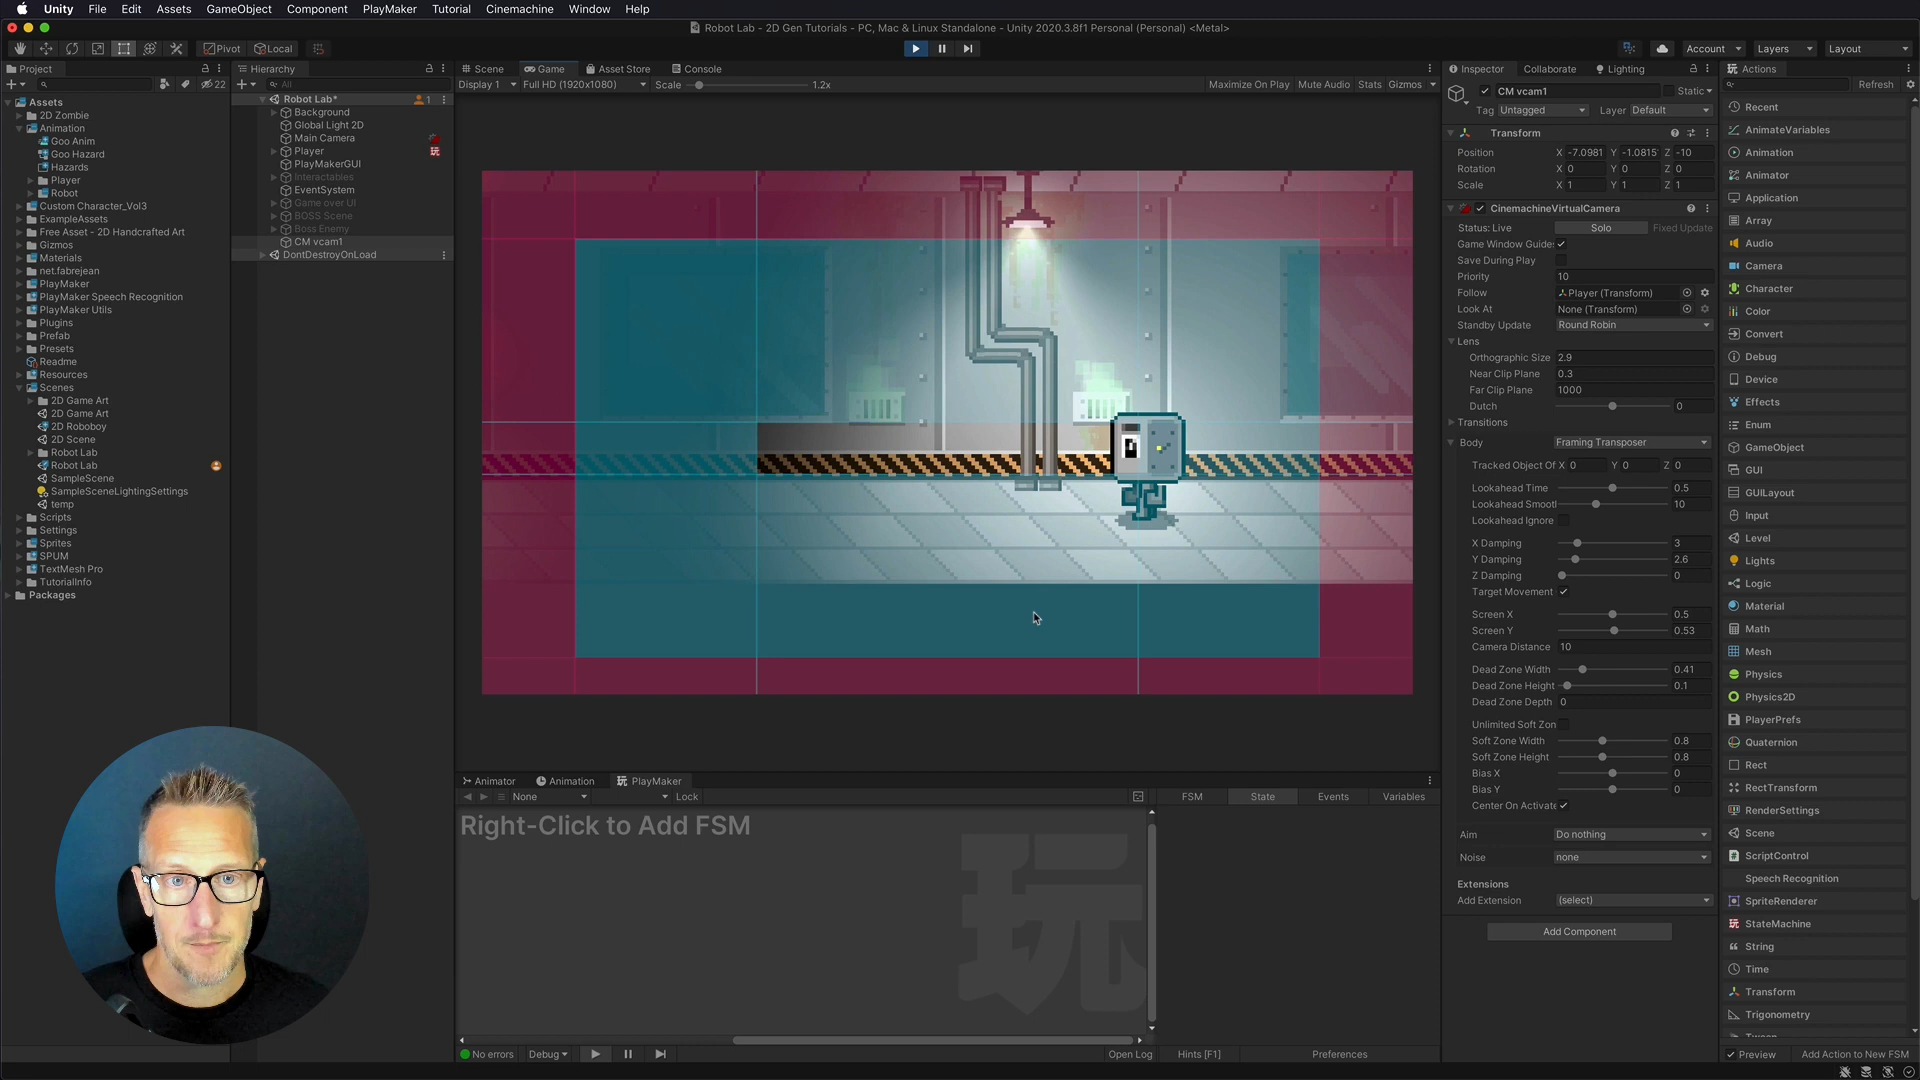 Unity File Edit Assets GameObject Component PlayMaker Tutorial Cinemachine Window Help
Robot Lab - 2D Gen Tutorials - PC, Mac & Linux Standalone - Unity 2020.3.8f1 Personal (Personal) <Metal>
Pivot Local Account Layers Layout
Project
22
Assets
2D Zombie
Animation
Goo Anim
Goo Hazard
Hazards
Player
Robot
Custom Character_Vol3
ExampleAssets
Free Asset - 2D Handcrafted Art
Gizmos
Materials
net.fabrejean
PlayMaker
PlayMaker Speech Recognition
PlayMaker Utils
Plugins
Prefab
Presets
Readme
Resources
Scenes
2D Game Art
2D Game Art
2D Roboboy
2D Scene
Robot Lab
Robot Lab
SampleScene
SampleSceneLightingSettings
temp
Scripts
Settings
Sprites
SPUM
TextMesh Pro
TutorialInfo
Packages
Hierarchy
All
Robot Lab* 1
Background
Global Light 2D
Main Camera
Player
PlayMakerGUI
Interactables
EventSystem
Game over UI
BOSS Scene
Boss Enemy
CM vcam1
DontDestroyOnLoad
Scene Game Asset Store Console
Display 1 Full HD (1920x1080) Scale 1.2x Maximize On Play Mute Audio Stats Gizmos
Animator Animation PlayMaker
None Lock FSM State Events Variables
Right-Click to Add FSM
玩
No errors Debug Open Log Hints [F1] Preferences
Inspector Collaborate Lighting
CM vcam1 Static
Tag Untagged Layer Default
Transform
Position X -7.0981 Y -1.0815 Z -10
Rotation X 0 Y 0 Z 0
Scale X 1 Y 1 Z 1
CinemachineVirtualCamera
Status: Live Solo Fixed Update
Game Window Guides
Save During Play
Priority 10
Follow Player (Transform)
Look At None (Transform)
Standby Update Round Robin
Lens
Orthographic Size 2.9
Near Clip Plane 0.3
Far Clip Plane 1000
Dutch 0
Transitions
Body Framing Transposer
Tracked Object Of X 0 Y 0 Z 0
Lookahead Time 0.5
Lookahead Smooti 10
Lookahead Ignore
X Damping 3
Y Damping 2.6
Z Damping 0
Target Movement
Screen X 0.5
Screen Y 0.53
Camera Distance 10
Dead Zone Width 0.41
Dead Zone Height 0.1
Dead Zone Depth 0
Unlimited Soft Zon
Soft Zone Width 0.8
Soft Zone Height 0.8
Bias X 0
Bias Y 0
Center On Activate
Aim Do nothing
Noise none
Extensions
Add Extension (select)
Add Component
Actions
Refresh
Recent
AnimateVariables
Animation
Animator
Application
Array
Audio
Camera
Character
Color
Convert
Debug
Device
Effects
Enum
GameObject
GUI
GUILayout
Input
Level
Lights
Logic
Material
Math
Mesh
Physics
Physics2D
PlayerPrefs
Quaternion
Rect
RectTransform
RenderSettings
Scene
ScriptControl
Speech Recognition
SpriteRenderer
StateMachine
String
Time
Transform
Trigonometry
Preview Add Action to New FSM